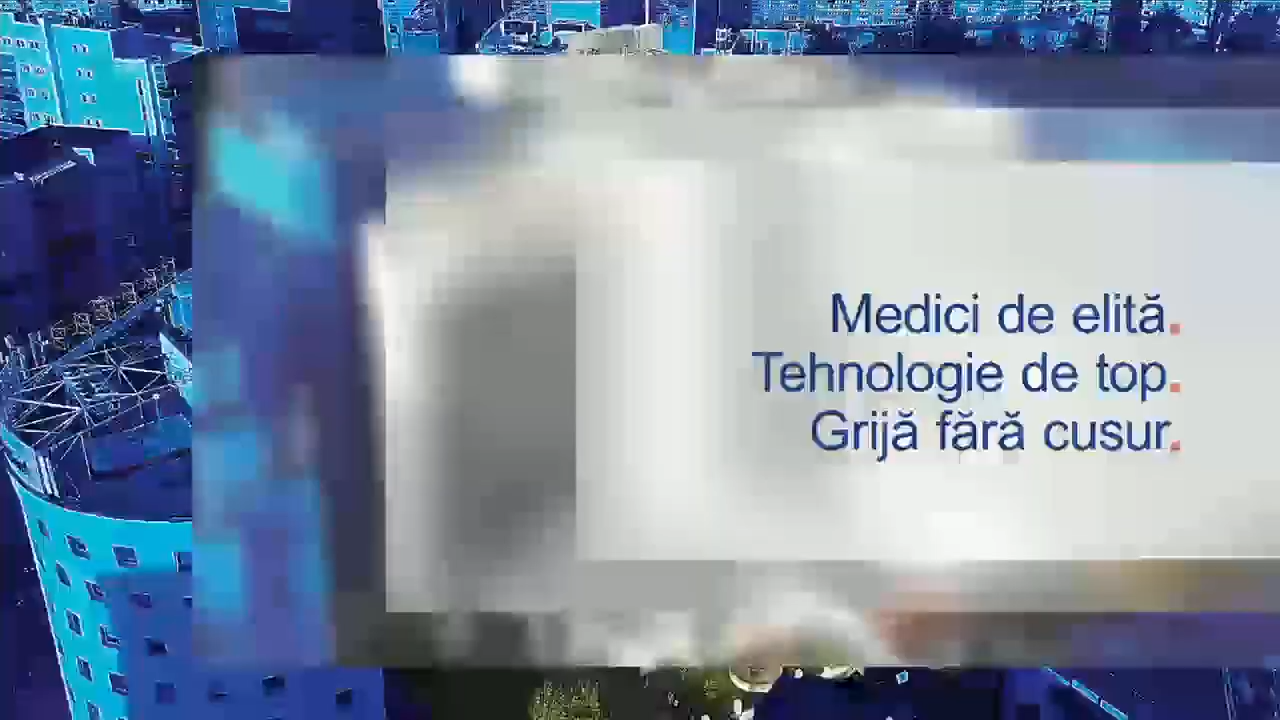 Medici de elită.
Tehnologie de top.
Grijă fără cusur.